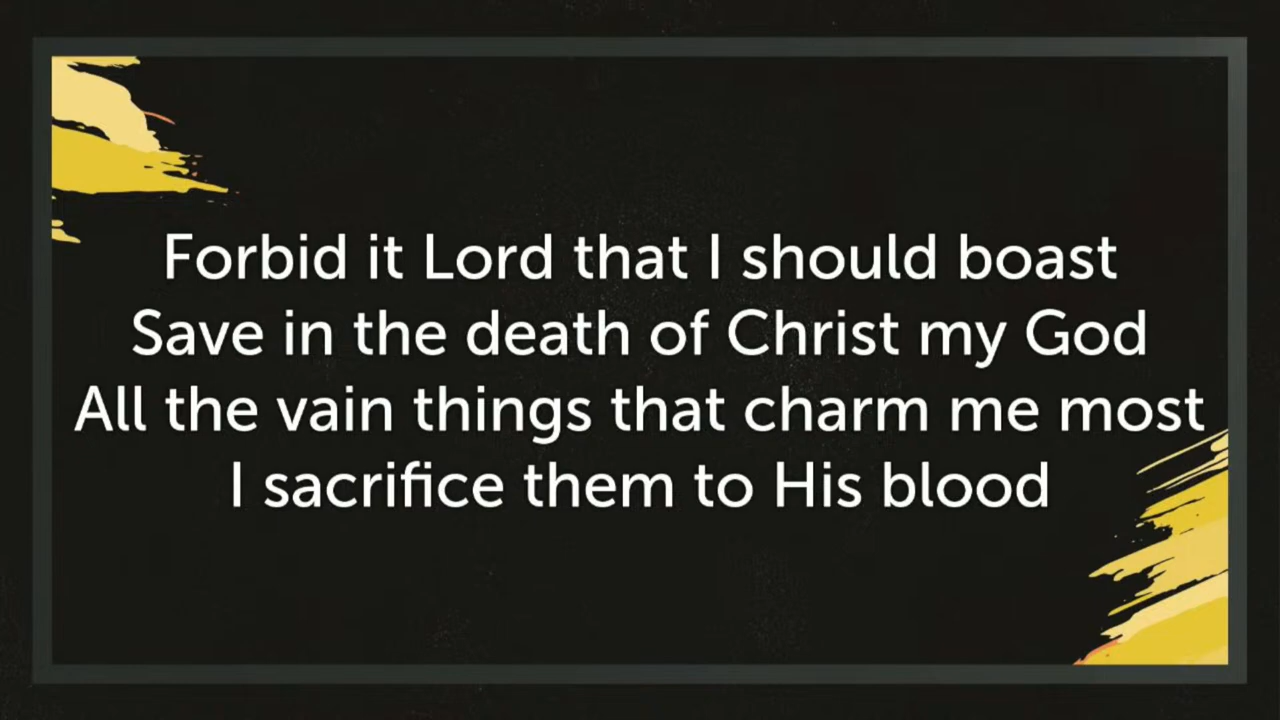 Forbid it Lord that I should boast
Save in the death of Christ my God
All the vain things that charm me most
I sacrifice them to His blood